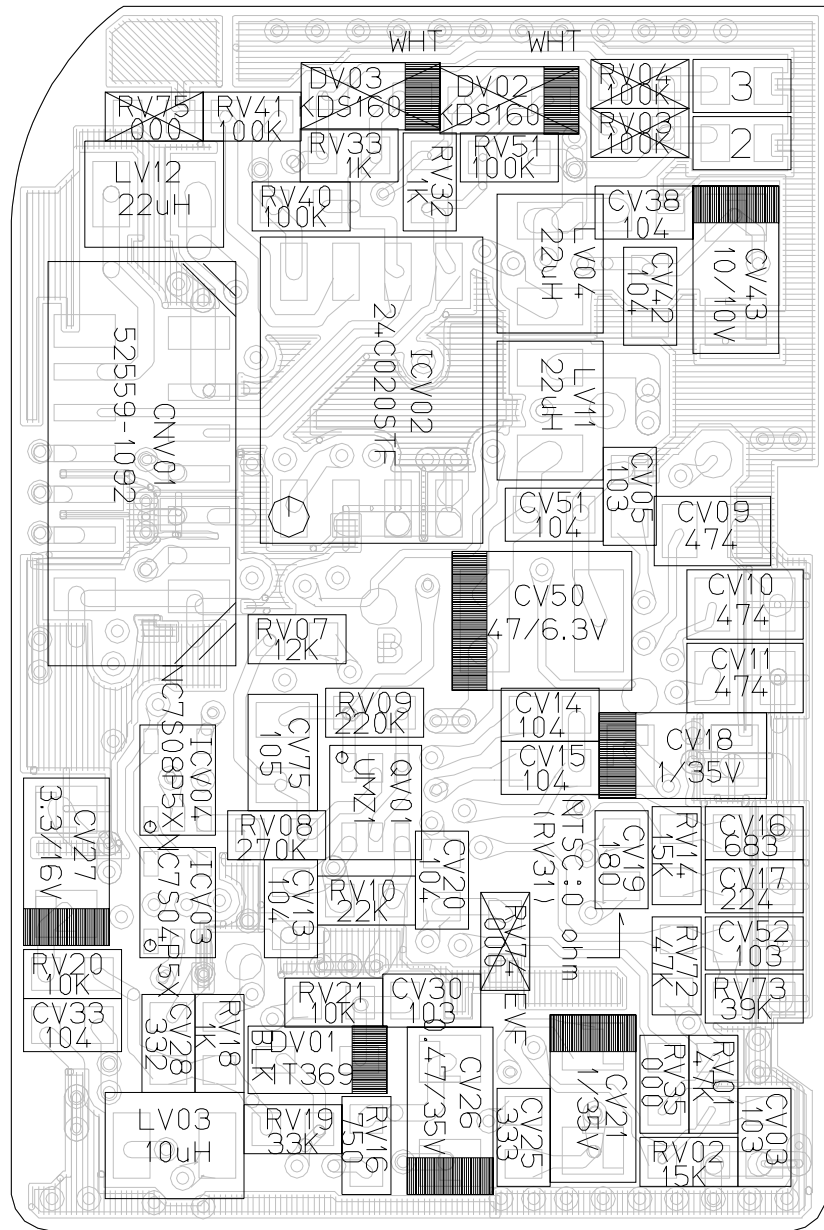 WHT
WHT
RV75
000
RV41
100K
DV03
KDS160
DV02
KDS160
RV04
100K
3
RV03
100K
2
LV12
22uH
RV33
1K
RV32
1K
RV51
100K
RV40
100K
CV38
104
LV04
22uH
CV42
104
CV43
10/10V
CNV01
52559-1092
ICV02
24C020STF
LV11
22uH
CV05
103
CV51
104
CV09
474
CV50
47/6.3V
CV10
474
RV07
12K
B
CV11
474
NC7S08P5X
ICV04
CV75
105
RV09
220K
CV14
104
CV15
104
CV18
1/35V
QV01
UMZ1
CV27
3.3/16V
RV08
270K
NTSC:0 ohm
(RV31)
CV19
180
RV14
15K
CV16
683
CV17
224
NC7S04P5X
ICV03
CV13
104
RV10
22K
CV20
104
RV74
000
EVF
RV72
47K
CV52
103
RV73
39K
RV20
10K
CV33
104
CV28
332
RV18
1K
RV21
10K
CV30
103
BLK
DV01
1T369
CV26
0.47/35V
CV21
1/35V
RV35
000
RV01
47K
CV03
103
LV03
10uH
RV19
33K
RV16
750
CV25
333
RV02
15K